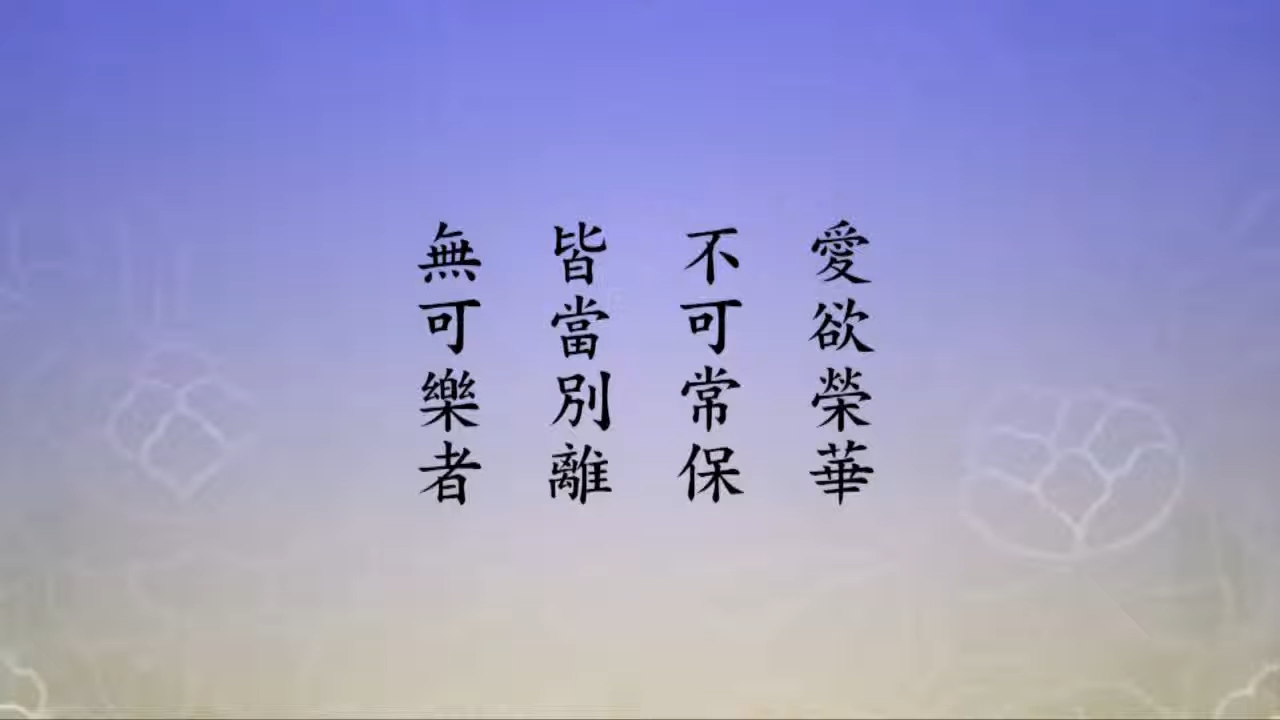 愛欲榮華
不可常保
皆當別離
無可樂者